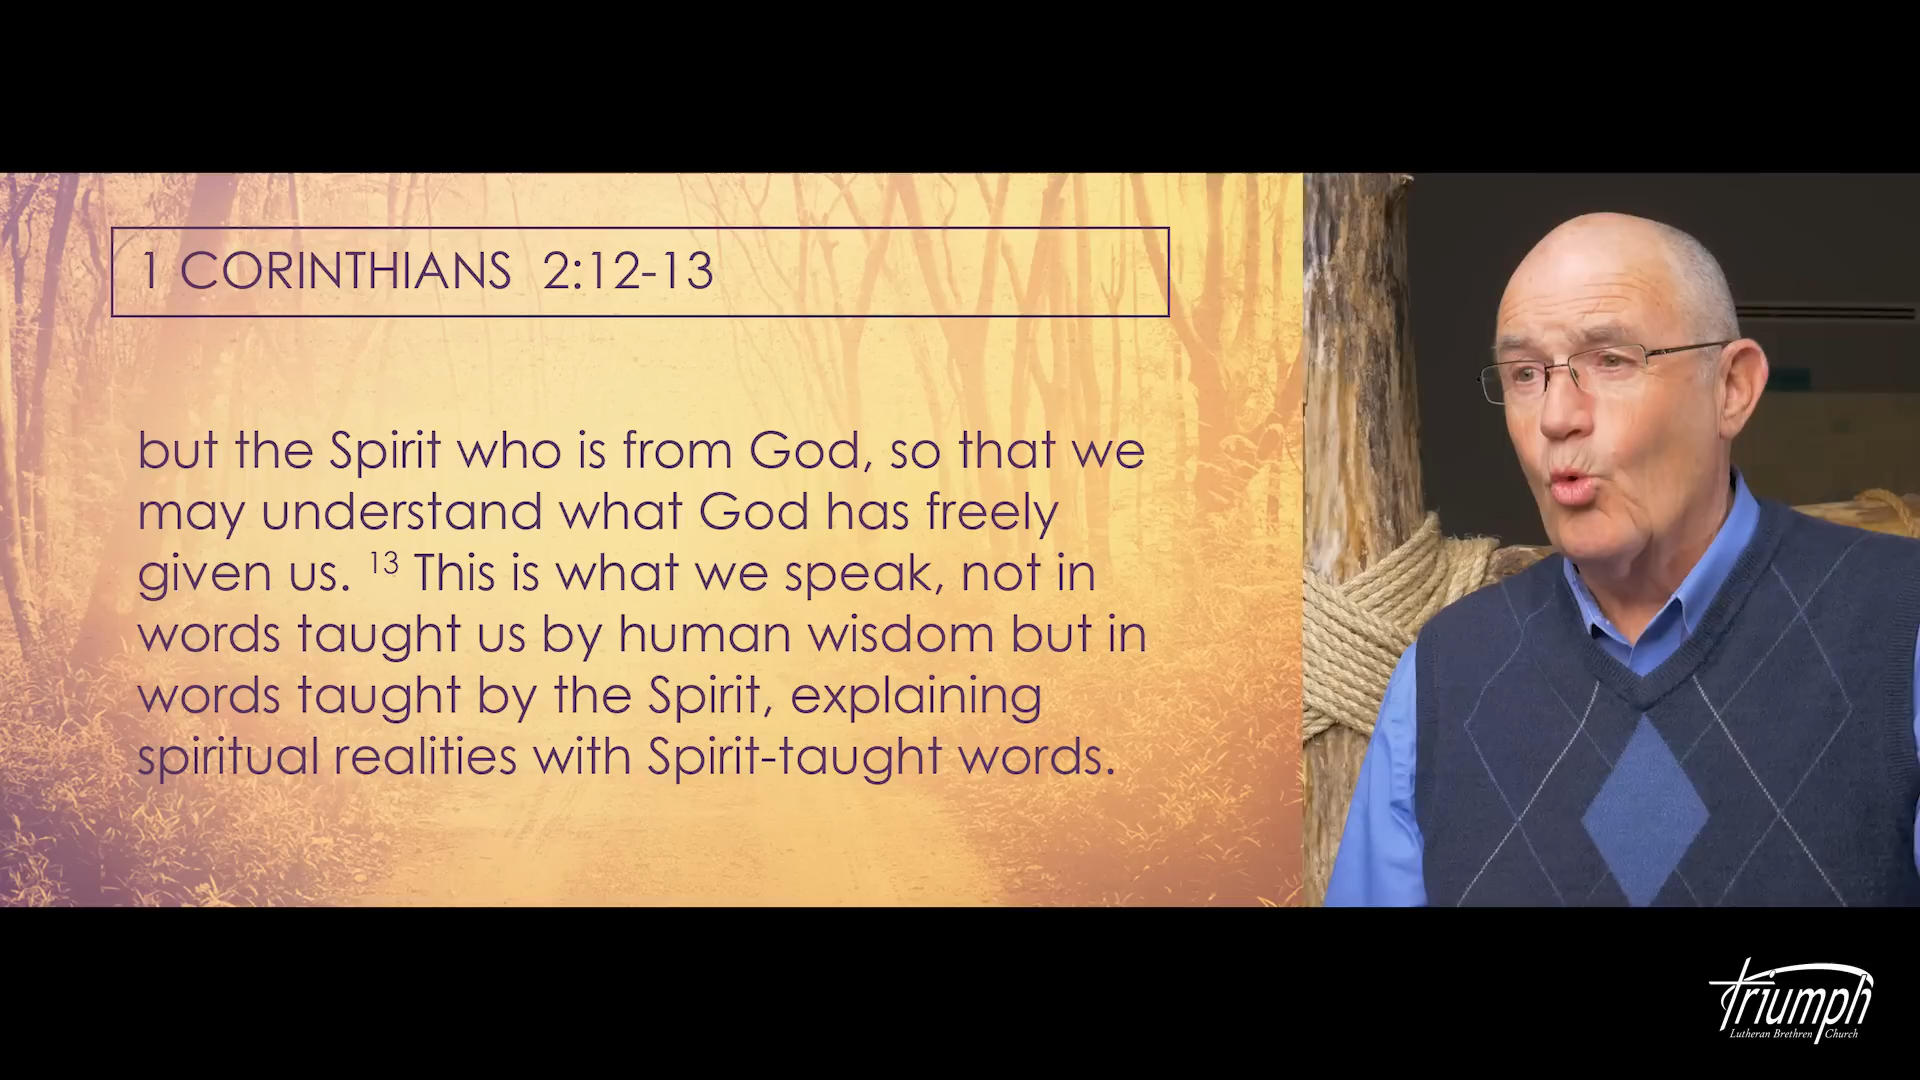 1 CORINTHIANS 2:12-13
but the Spirit who is from God, so that we
may understand what God has freely
given us. 13 This is what we speak, not in
words taught us by human wisdom but in
words taught by the Spirit, explaining
spiritual realities with Spirit-taught words.
Triumph
Lutheran Brethren Church